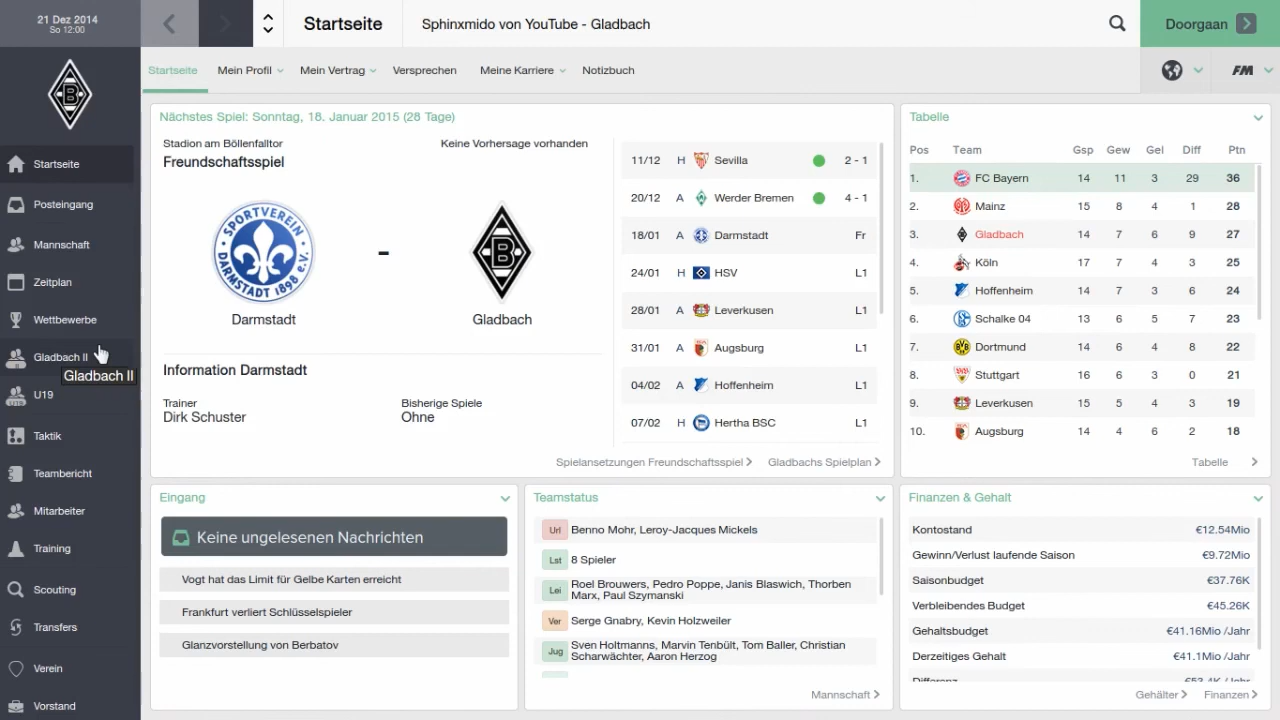 21 Dez 2014
So 12:00
Startseite
Sphinxmido von YouTube - Gladbach
Doorgaan
Startseite
Mein Profil
Mein Vertrag
Versprechen
Meine Karriere
Notizbuch
FM
Startseite
Posteingang
Mannschaft
Zeitplan
Wettbewerbe
Gladbach II
Gladbach II
U19
Taktik
Teambericht
Mitarbeiter
Training
Scouting
Transfers
Verein
Vorstand
Nächstes Spiel: Sonntag, 18. Januar 2015 (28 Tage)
Stadion am Böllenfalltor
Freundschaftsspiel
Keine Vorhersage vorhanden
SPORTVEREIN DARMSTADT 1898 e.V.
-
B
Darmstadt
Gladbach
Information Darmstadt
Trainer
Dirk Schuster
Bisherige Spiele
Ohne
11/12 H Sevilla 2 - 1
20/12 A Werder Bremen 4 - 1
18/01 A Darmstadt Fr
24/01 H HSV L1
28/01 A Leverkusen L1
31/01 A Augsburg L1
04/02 A Hoffenheim L1
07/02 H Hertha BSC L1
Spielansetzungen Freundschaftsspiel
Gladbachs Spielplan
Tabelle
Pos Team Gsp Gew Gel Diff Ptn
1. FC Bayern 14 11 3 29 36
2. Mainz 15 8 4 1 28
3. Gladbach 14 7 6 9 27
4. Köln 17 7 4 3 25
5. Hoffenheim 14 7 3 6 24
6. Schalke 04 13 6 5 7 23
7. Dortmund 14 6 4 8 22
8. Stuttgart 16 6 3 0 21
9. Leverkusen 15 5 4 3 19
10. Augsburg 14 4 6 2 18
Tabelle
Eingang
Keine ungelesenen Nachrichten
Vogt hat das Limit für Gelbe Karten erreicht
Frankfurt verliert Schlüsselspieler
Glanzvorstellung von Berbatov
Teamstatus
Url Benno Mohr, Leroy-Jacques Mickels
Lst 8 Spieler
Lei Roel Brouwers, Pedro Poppe, Janis Blaswich, Thorben
Marx, Paul Szymanski
Ver Serge Gnabry, Kevin Holzweiler
Jug Sven Holtmanns, Marvin Tenbült, Tom Baller, Christian
Scharwächter, Aaron Herzog
Mannschaft
Finanzen & Gehalt
Kontostand €12.54Mio
Gewinn/Verlust laufende Saison €9.72Mio
Saisonbudget €37.76K
Verbleibendes Budget €45.26K
Gehaltsbudget €41.16Mio /Jahr
Derzeitiges Gehalt €41.1Mio /Jahr
Differenz €53.4K /Jahr
Gehälter
Finanzen